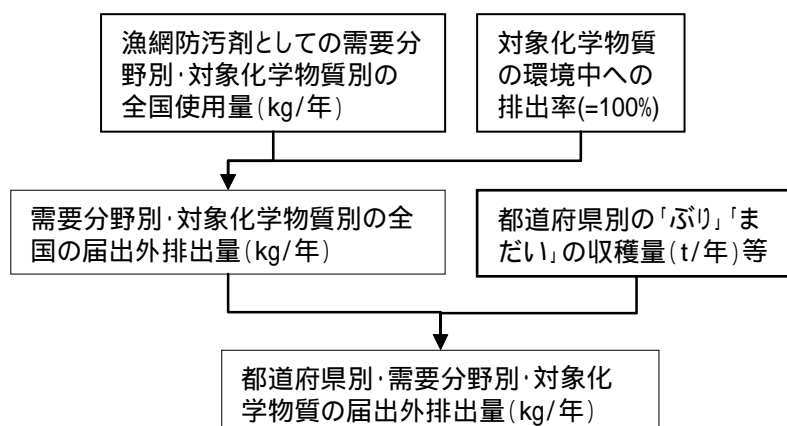 漁網防汚剤としての需要分
野別・対象化学物質別の
全国使用量(kg/年)
対象化学物質
の環境中への
排出率(=100%)
需要分野別・対象化学物質別の全
国の届出外排出量(kg/年)
都道府県別の「ぶり」「ま
だい」の収穫量(t/年)等
都道府県別・需要分野別・対象化
学物質の届出外排出量(kg/年)